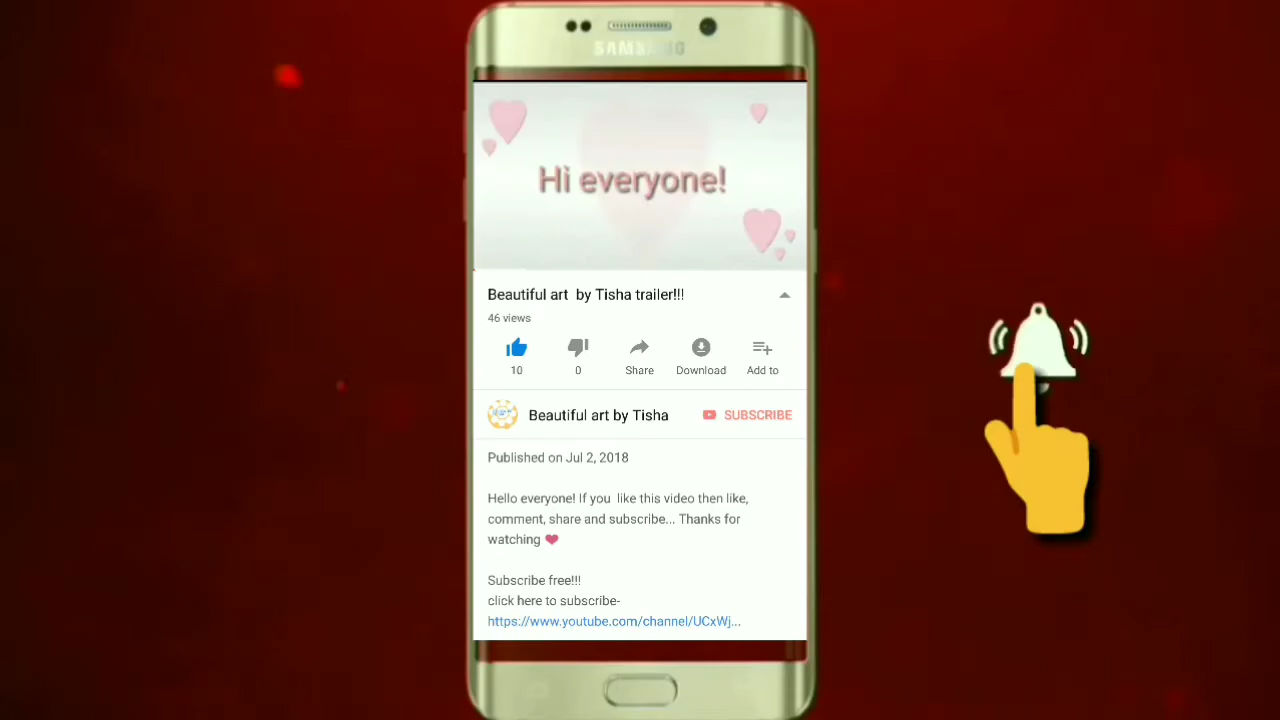 SAMSUNG
Hi everyone!
Beautiful art by Tisha trailer!!!
46 views
10
0
Share
Download
Add to
Beautiful art by Tisha
SUBSCRIBE
Published on Jul 2, 2018
Hello everyone! If you like this video then like,
comment, share and subscribe... Thanks for
watching ❤
Subscribe free!!!
click here to subscribe-
https://www.youtube.com/channel/UCxWj...